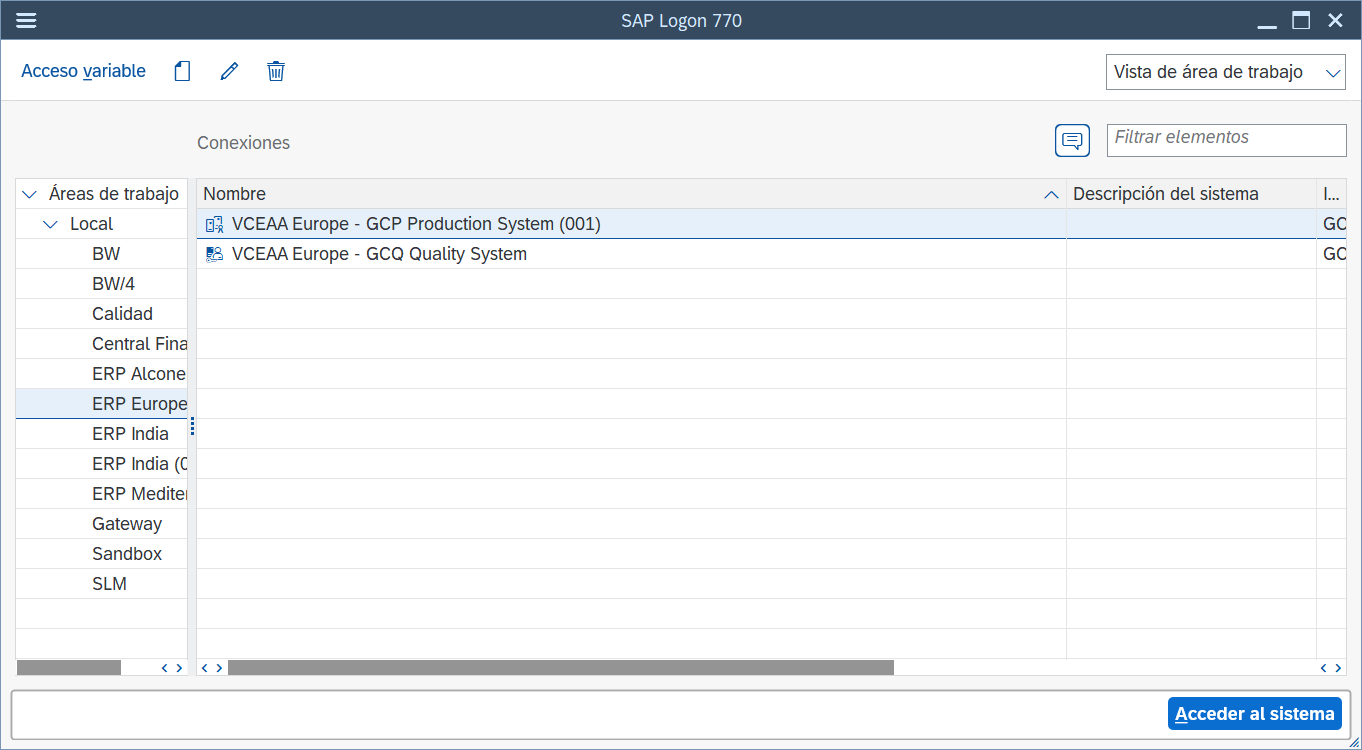 SAP Logon 770
Acceso variable
Vista de área de trabajo
Conexiones
Filtrar elementos
Áreas de trabajo
Local
BW
BW/4
Calidad
Central Fina
ERP Alcone
ERP Europe
ERP India
ERP India (0
ERP Mediter
Gateway
Sandbox
SLM
Nombre Descripción del sistema I...
VCEAA Europe - GCP Production System (001) GC
VCEAA Europe - GCQ Quality System GC
Acceder al sistema